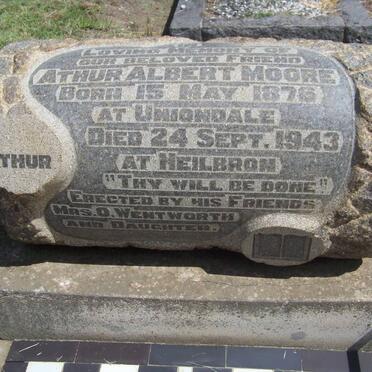 LOVING MEMORY OF
OUR BELOVED FRIEND
ATHUR ALBERT MOORE
BORN 15 MAY 1876
AT UNIONDALE
DIED 24 SEPT. 1943
AT HEILBRON
"THY WILL BE DONE"
ERECTED BY HIS FRIENDS
MRS. O. WENTWORTH
AND DAUGHTER.
THUR